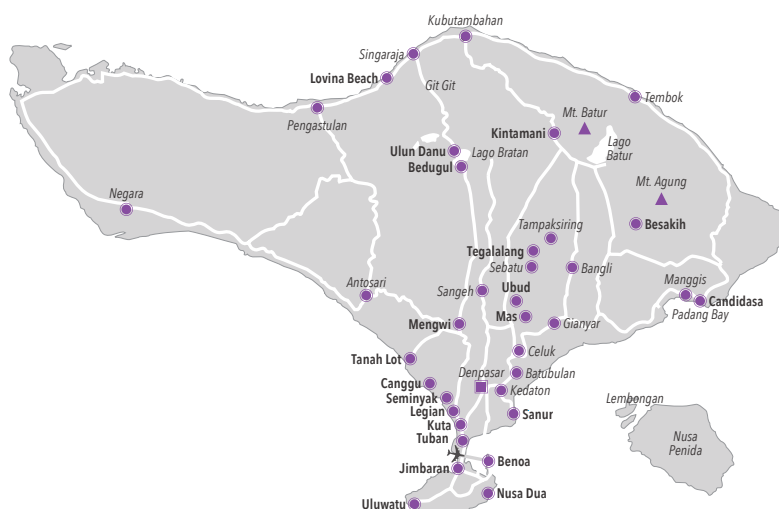 Kubutambahan
Singaraja
Lovina Beach
Git Git
Tembok
Pengastulan
Mt. Batur
Kintamani
Ulun Danu
Lago Bratan
Lago
Batur
Bedugul
Mt. Agung
Negara
Besakih
Tampaksiring
Tegalalang
Sebatu
Bangli
Antosari
Sangeh
Ubud
Manggis
Candidasa
Padang Bay
Mas
Mengwi
Gianyar
Tanah Lot
Celuk
Canggu
Denpasar
Batubulan
Seminyak
Kedaton
Lembongan
Legian
Sanur
Kuta
Tuban
Nusa
Penida
Jimbaran
Benoa
Uluwatu
Nusa Dua